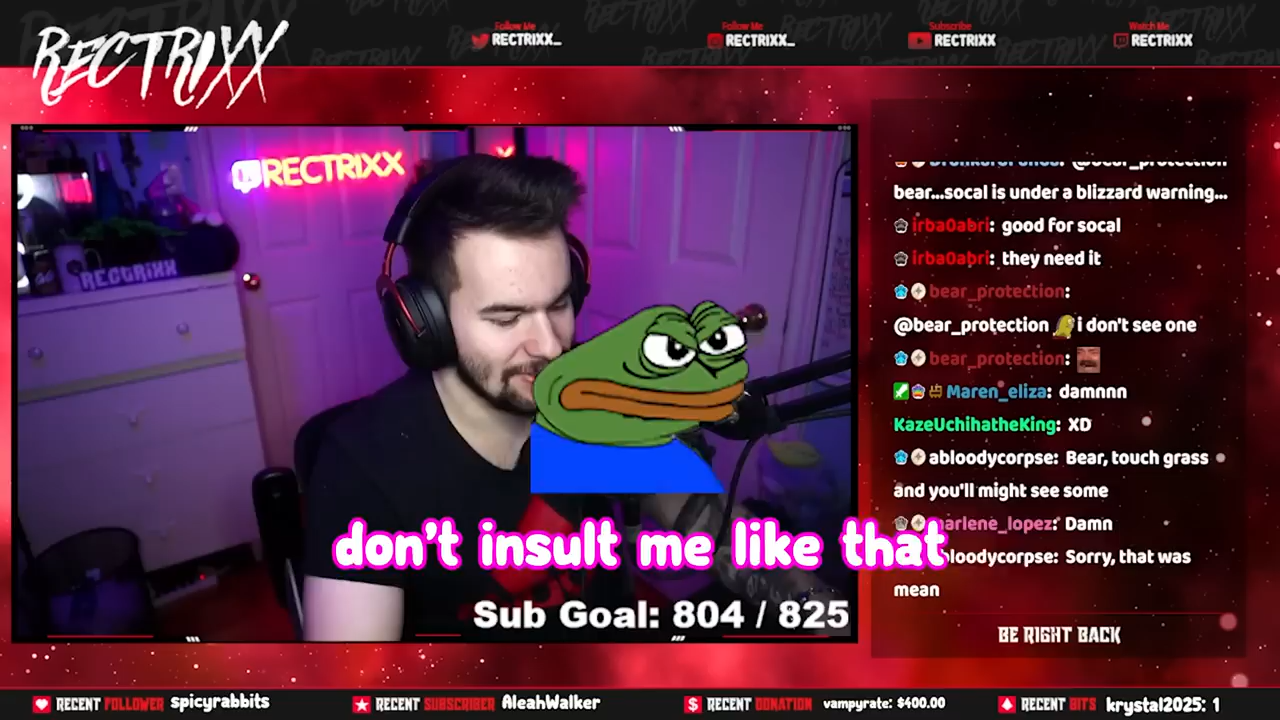 RECTRIXX
Follow Me
RECTRIXX_
Follow Me
RECTRIXX_
Subscribe
RECTRIXX
Watch Me
RECTRIXX
RECTRIXX
RECTRIXX
@bear_protection
bear...socal is under a blizzard warning...
irba0abri: good for socal
irba0abri: they need it
bear_protection:
@bear_protection i don't see one
bear_protection:
Maren_eliza: damnnn
KazeUchihatheKing: XD
abloodycorpse: Bear, touch grass
and you'll might see some
marlene_lopez: Damn
abloodycorpse: Sorry, that was
mean
BE RIGHT BACK
don't insult me like that
Sub Goal: 804 / 825
RECENT FOLLOWER spicyrabbits
RECENT SUBSCRIBER AleahWalker
RECENT DONATION vampyrate: $400.00
RECENT BITS krystal2025: 1